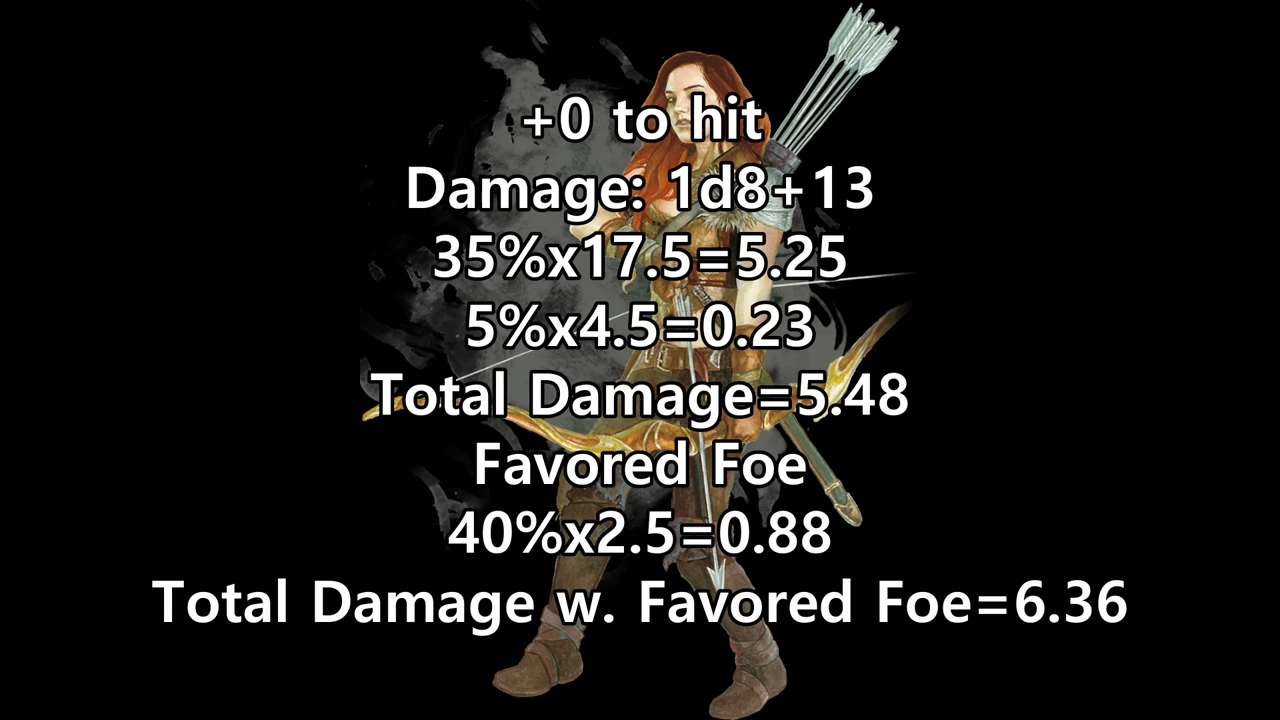 +0 to hit
Damage: 1d8+13
35%x17.5=5.25
5%x4.5=0.23
Total Damage=5.48
Favored Foe
40%x2.5=0.88
Total Damage w. Favored Foe=6.36